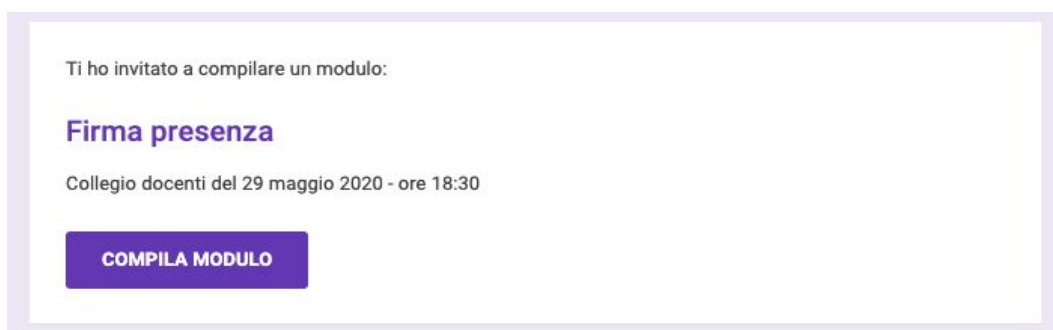 Ti ho invitato a compilare un modulo:
Firma presenza
Collegio docenti del 29 maggio 2020 - ore 18:30
COMPILA MODULO